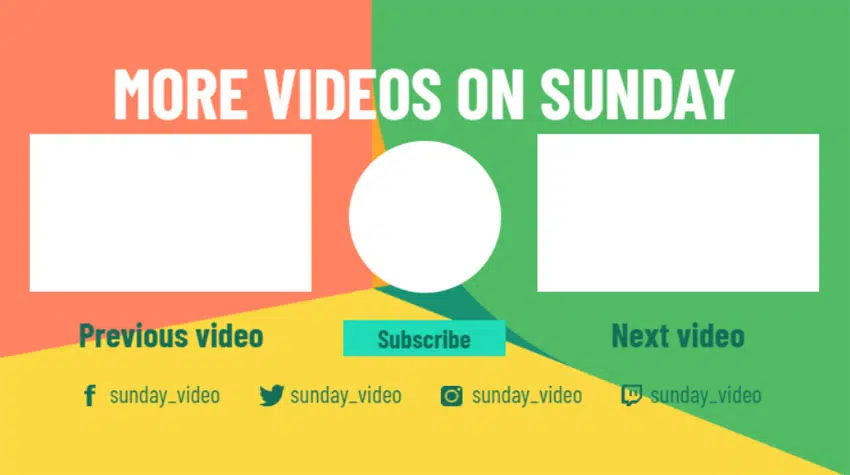 MORE VIDEOS ON SUNDAY
Previous video
Subscribe
Next video
sunday_video
sunday_video
sunday_video
sunday_video